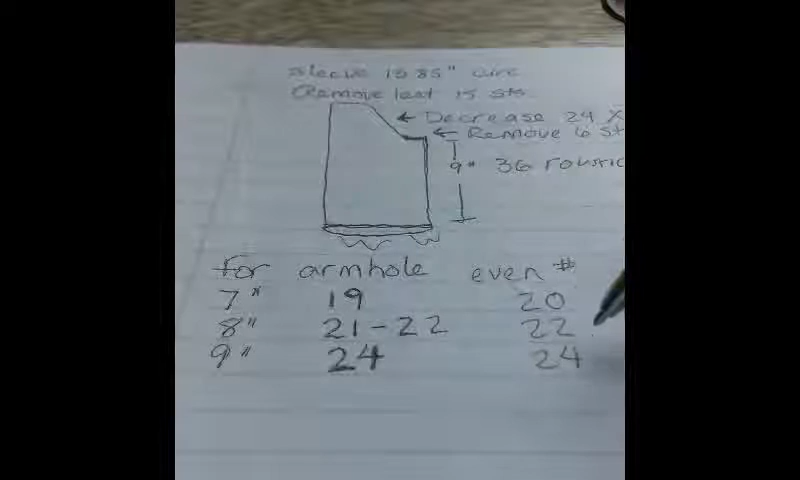 Sleeve is 85" circ
Remove last 15 sts
← Decrease 24 X
← Remove 6 st
9" 36 rounds
for armhole even #
7" 19 20
8" 21-22 22
9" 24 24